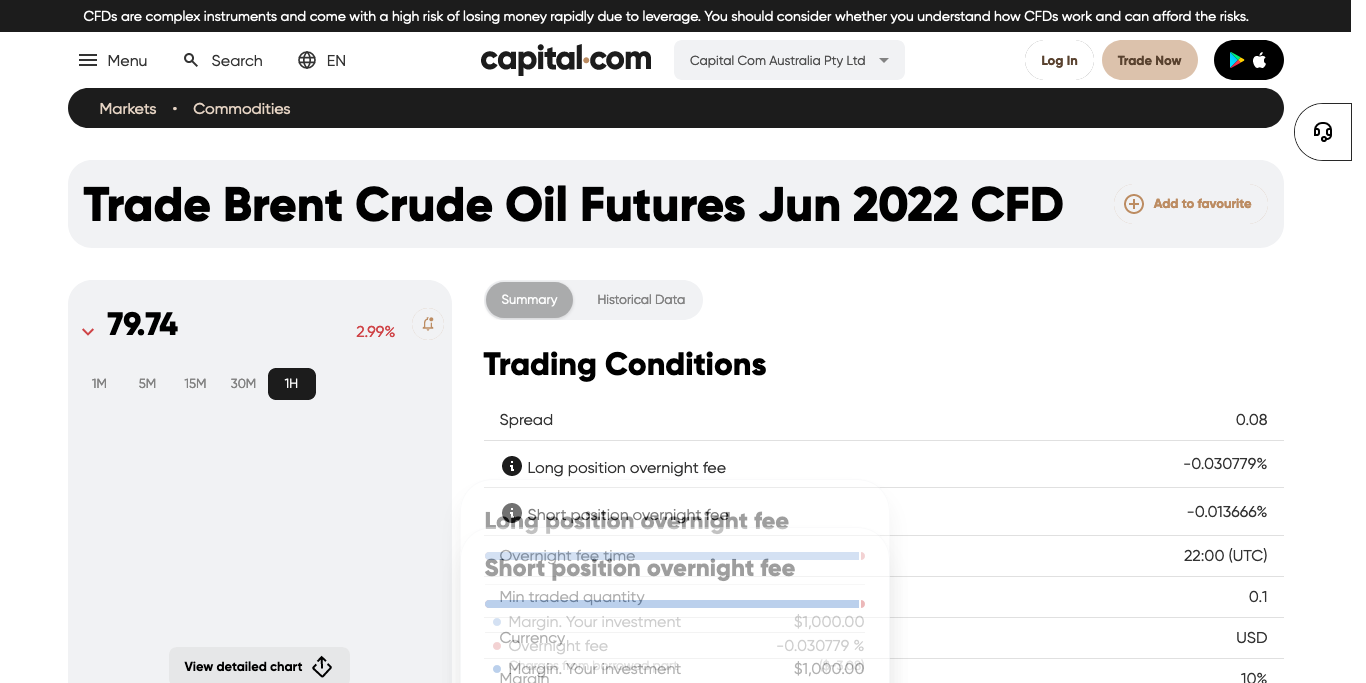 CFDs are complex instruments and come with a high risk of losing money rapidly due to leverage. You should consider whether you understand how CFDs work and can afford the risks.
Menu Search EN capital.com Capital Com Australia Pty Ltd Log In Trade Now
Markets • Commodities
Trade Brent Crude Oil Futures Jun 2022 CFD Add to favourite
79.74 2.99%
1M 5M 15M 30M 1H
View detailed chart
Summary Historical Data
Trading Conditions
Spread 0.08
Long position overnight fee -0.030779%
Short position overnight fee -0.013666%
Long position overnight fee
Overnight fee time 22:00 (UTC)
Short position overnight fee
Min traded quantity 0.1
Margin. Your investment $1,000.00
Currency USD
Overnight fee -0.030779 %
Margin. Your investment $1,000.00
Margin 10%